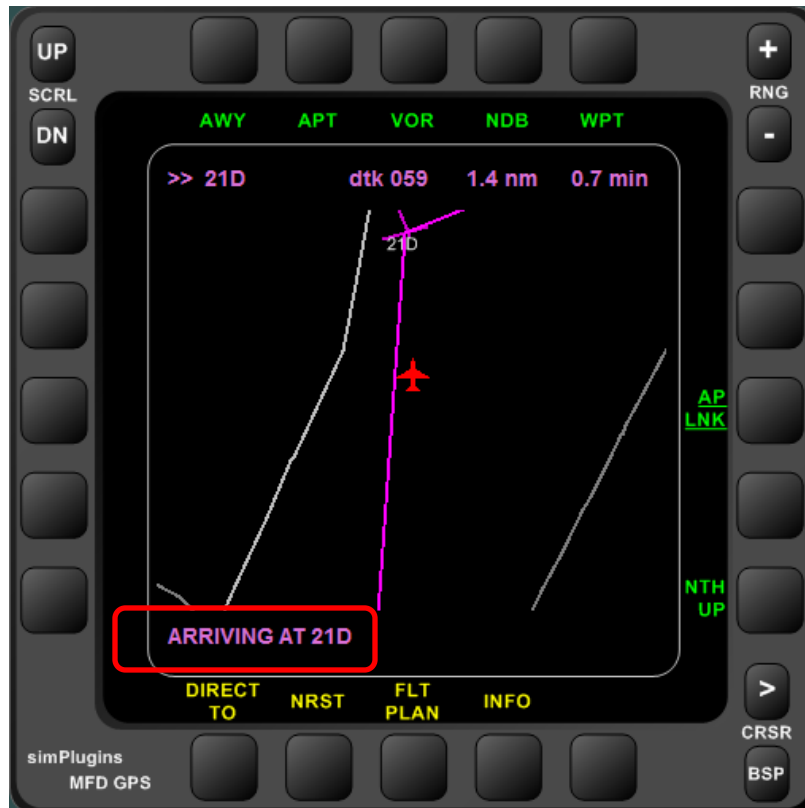 UP
SCRL
DN
+
RNG
-
AWY APT VOR NDB WPT
>> 21D dtk 059 1.4 nm 0.7 min
21D
AP
LNK
NTH
UP
ARRIVING AT 21D
DIRECT
TO
NRST
FLT
PLAN
INFO
>
CRSR
BSP
simPlugins
MFD GPS